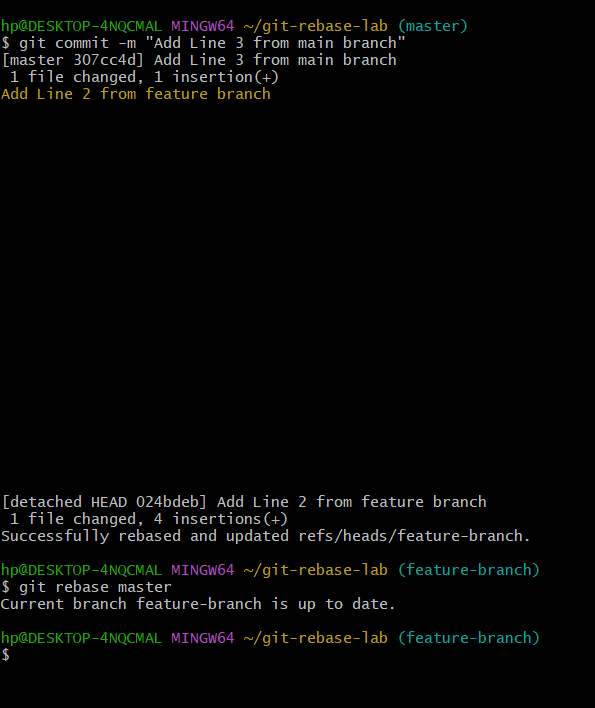 hp@DESKTOP-4NQCMAL MINGW64 ~/git-rebase-lab (master)
$ git commit -m "Add Line 3 from main branch"
[master 307cc4d] Add Line 3 from main branch
 1 file changed, 1 insertion(+)
Add Line 2 from feature branch
[detached HEAD 024bdeb] Add Line 2 from feature branch
 1 file changed, 4 insertions(+)
Successfully rebased and updated refs/heads/feature-branch.
hp@DESKTOP-4NQCMAL MINGW64 ~/git-rebase-lab (feature-branch)
$ git rebase master
Current branch feature-branch is up to date.
hp@DESKTOP-4NQCMAL MINGW64 ~/git-rebase-lab (feature-branch)
$